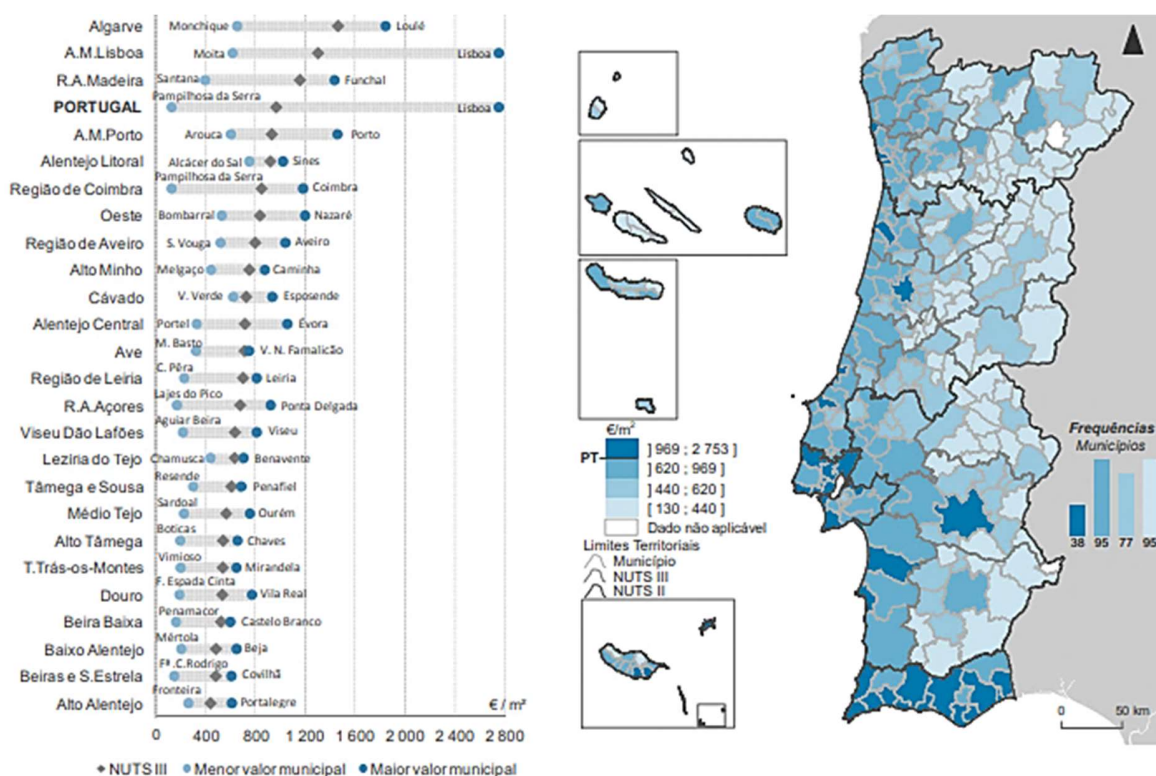 Algarve Monchique Loulé
A.M.Lisboa Moita Lisboa
R.A.Madeira Santana Funchal
PORTUGAL Pampilhosa da Serra Lisboa
A.M.Porto Arouca Porto
Alentejo Litoral Alcácer do Sal Sines
Região de Coimbra Pampilhosa da Serra Coimbra
Oeste Bombarral Nazaré
Região de Aveiro S. Vouga Aveiro
Alto Minho Melgaço Caminha
Cávado V. Verde Esposende
Alentejo Central Portel Évora
Ave M. Basto V. N. Famalicão
Região de Leiria C. Pêra Leiria
R.A.Açores Lajes do Pico Ponta Delgada
Viseu Dão Lafões Aguiar Beira Viseu
Lezíria do Tejo Chamusca Benavente
Tâmega e Sousa Resende Penafiel
Médio Tejo Sardoal Ourém
Alto Tâmega Boticas Chaves
T.Trás-os-Montes Vimioso Mirandela
Douro F. Espada Cinta Vila Real
Beira Baixa Penamacor Castelo Branco
Baixo Alentejo Mértola Beja
Beiras e S.Estrela Fª .C.Rodrigo Covilhã
Alto Alentejo Fronteira Portalegre
€ / m²
0 400 800 1 200 1 600 2 000 2 400 2 800
NUTS III Menor valor municipal Maior valor municipal
€/m²
PT
] 969 ; 2 753 ]
] 620 ; 969 ]
] 440 ; 620 ]
[ 130 ; 440 ]
Dado não aplicável
Limites Territoriais
Município
NUTS III
NUTS II
Frequências
Municípios
38 95 77 95
0 50 km